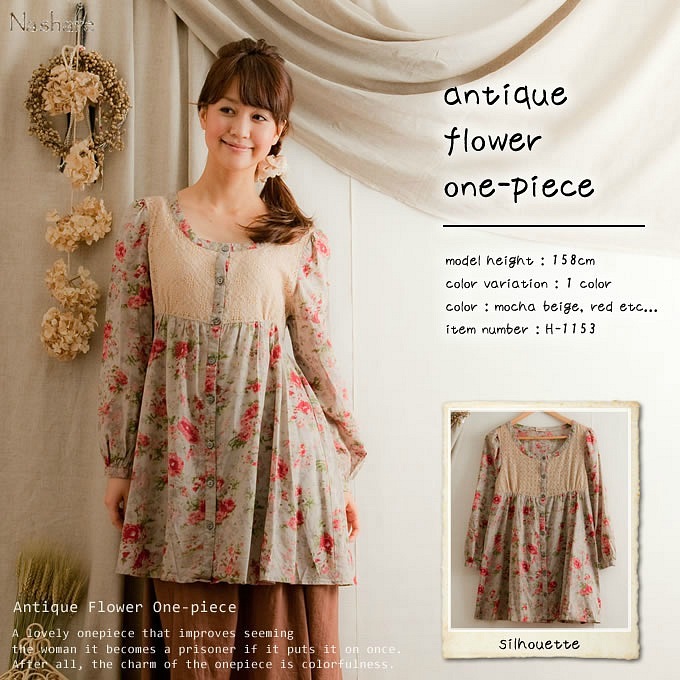 Nashare
antique
flower
one-piece
model height : 158cm
color variation : 1 color
color : mocha beige, red etc...
item number : H-1153
Silhouette
Antique Flower One-piece
A lovely onepiece that improves seeming
the woman it becomes a prisoner if it puts it on once.
After all, the charm of the onepiece is colorfulness.